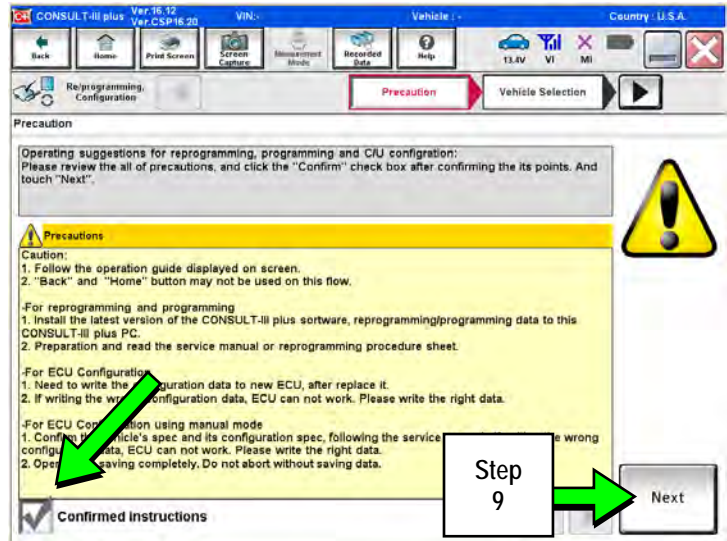 CONSULT-III plus
Ver.16.12
Ver.CSP16.20
VIN:-
Vehicle : -
Country : U.S.A.
Back
Home
Print Screen
Screen Capture
Measurement Mode
Recorded Data
Help
13.4V
VI
MI
Re/programming, Configuration
Precaution
Vehicle Selection
Precaution
Operating suggestions for reprogramming, programming and C/U configration:
Please review the all of precautions, and click the "Confirm" check box after confirming the its points. And
touch "Next".
Precautions
Caution:
1. Follow the operation guide displayed on screen.
2. "Back" and "Home" button may not be used on this flow.
-For reprogramming and programming
1. Install the latest version of the CONSULT-III plus sortware, reprogramming/programming data to this
CONSULT-III plus PC.
2. Preparation and read the service manual or reprogramming procedure sheet.
-For ECU Configuration
1. Need to write the configuration data to new ECU, after replace it.
2. If writing the wrong configuration data, ECU can not work. Please write the right data.
-For ECU Configuration using manual mode
1. Confirm the vehicle's spec and its configuration spec, following the service wrong
data, ECU can not work. Please write the right data.
2. saving completely. Do not abort without saving data.
Step
9
Next
Confirmed instructions